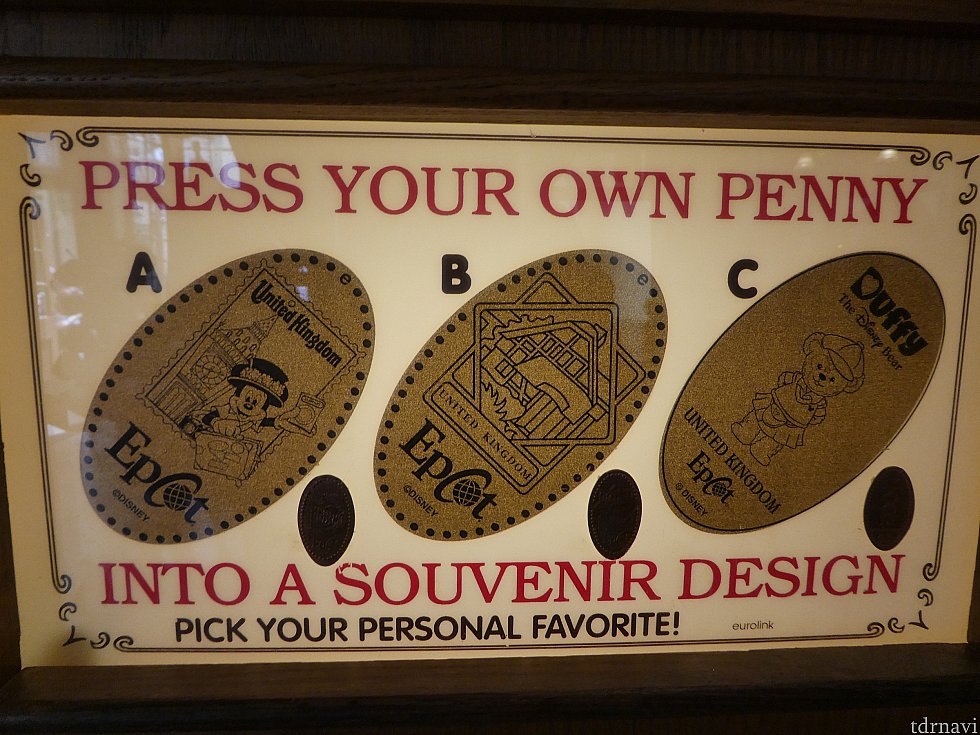 PRESS YOUR OWN PENNY
A
e
United Kingdom
Epcot
©DISNEY
B
e
UNITED KINGDOM
Epcot
©DISNEY
C
Duffy
The Disney Bear
UNITED KINGDOM
Epcot
©DISNEY
INTO A SOUVENIR DESIGN
PICK YOUR PERSONAL FAVORITE!
eurolink
tdrnavi